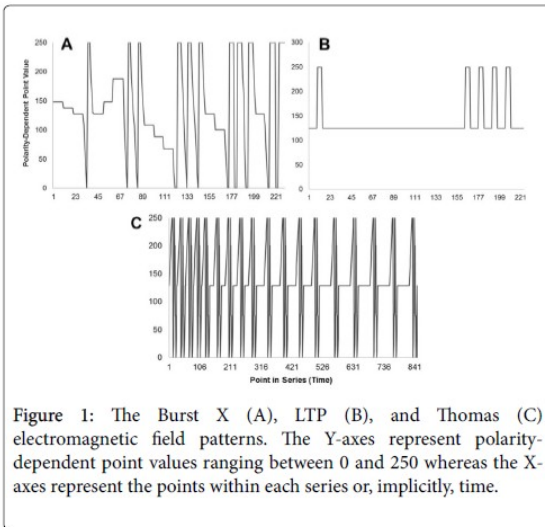 A
B
Polarity-Dependent Point Value
250
200
150
100
50
0
1 23 45 67 89 111 133 155 177 199 221
300
250
200
150
100
50
0
1 23 45 67 89 111 133 155 177 199 221
C
250
200
150
100
50
0
1 106 211 316 421 526 631 736 841
Point in Series (Time)
Figure 1: The Burst X (A), LTP (B), and Thomas (C)
electromagnetic field patterns. The Y-axes represent polarity-
dependent point values ranging between 0 and 250 whereas the X-
axes represent the points within each series or, implicitly, time.